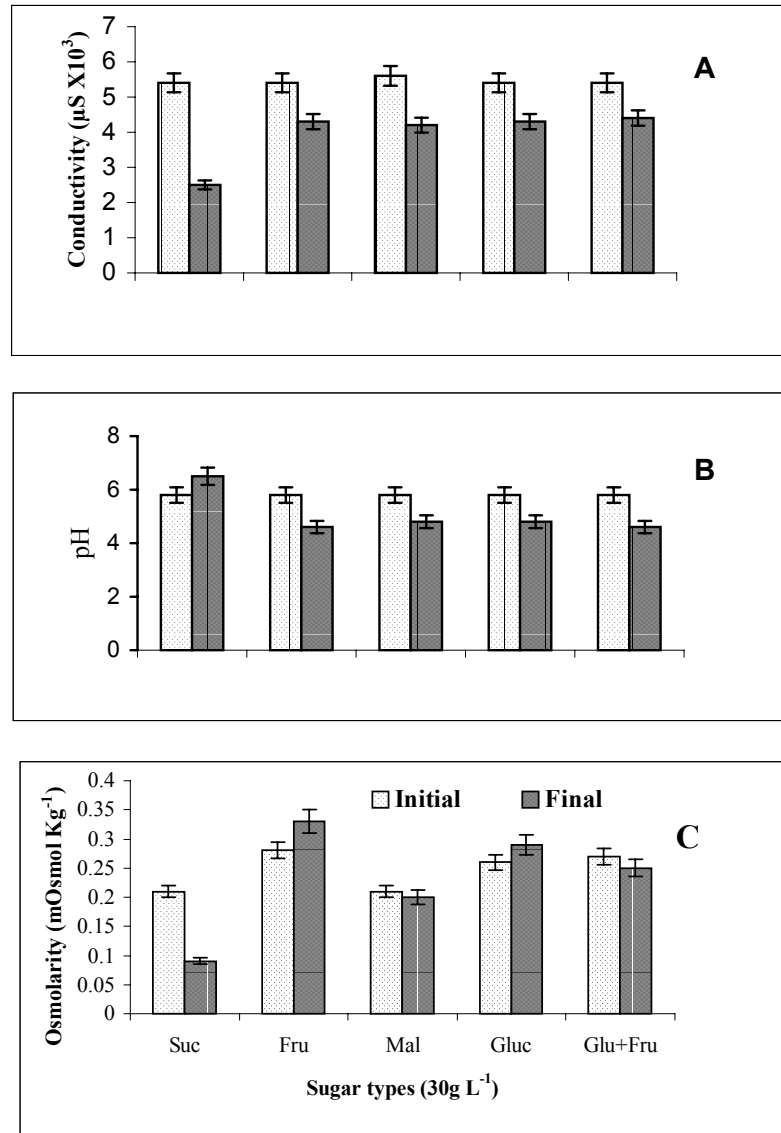 7
6
5
4
3
2
1
0
Conductivity (µS X10³)
A
8
6
4
2
0
pH
B
0.4
0.35
0.3
0.25
0.2
0.15
0.1
0.05
0
Osmolarity (mOsmol Kg⁻¹)
Initial Final
C
Suc Fru Mal Gluc Glu+Fru
Sugar types (30g L⁻¹)